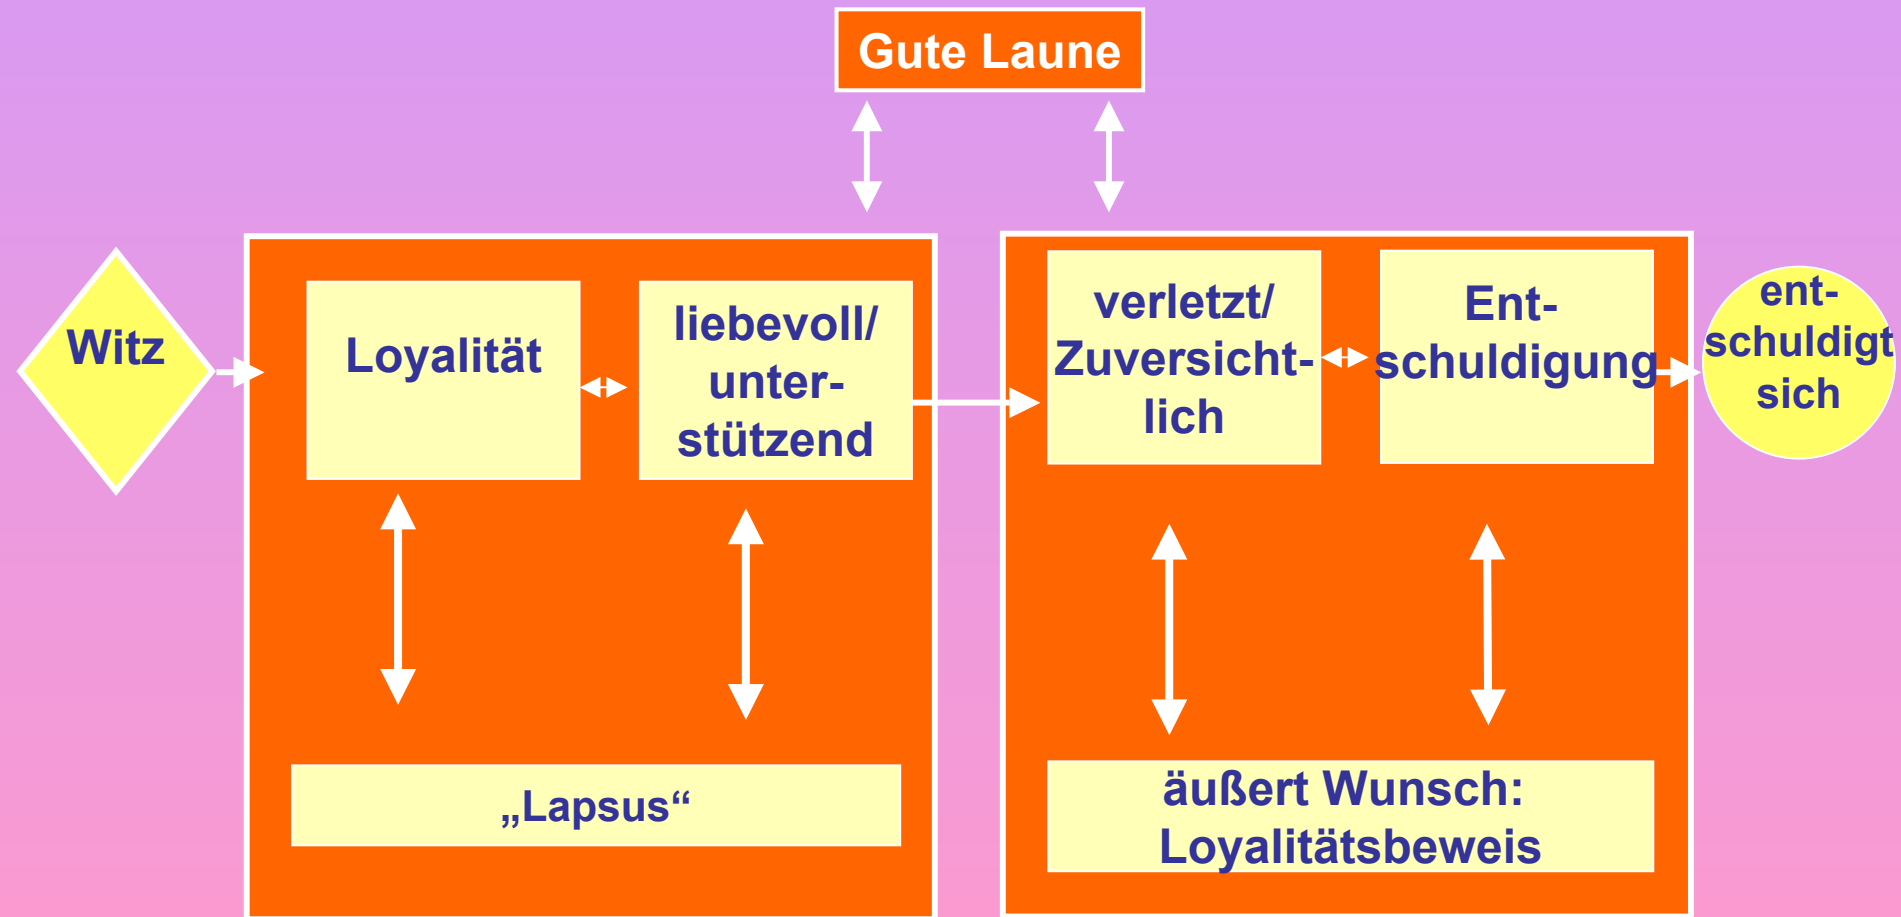 Gute Laune
Witz
Loyalität
liebevoll/
unter-
stützend
„Lapsus“
verletzt/
Zuversicht-
lich
Ent-
schuldigung
äußert Wunsch:
Loyalitätsbeweis
ent-
schuldigt
sich